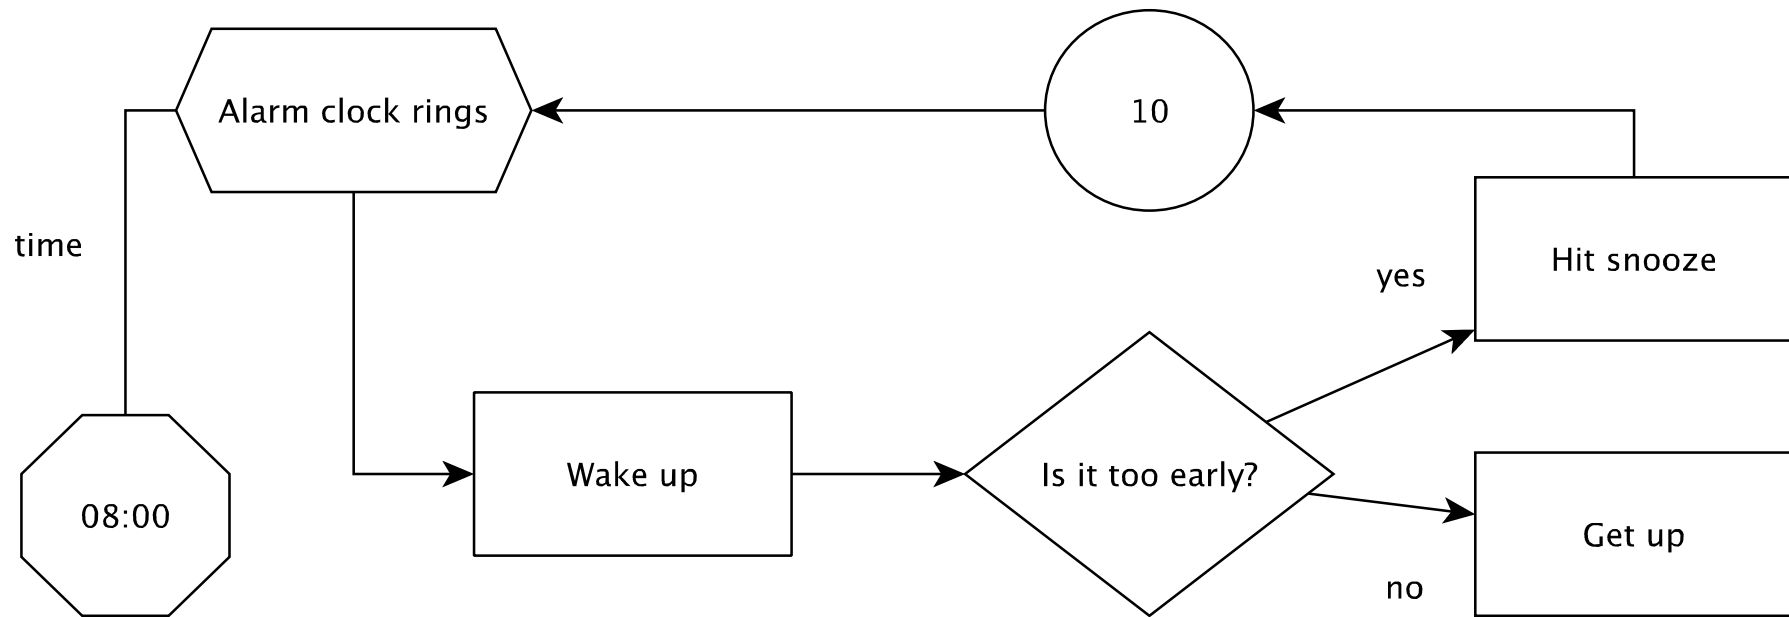 Alarm clock rings
10
time
Hit snooze
yes
Wake up
Is it too early?
08:00
Get up
no